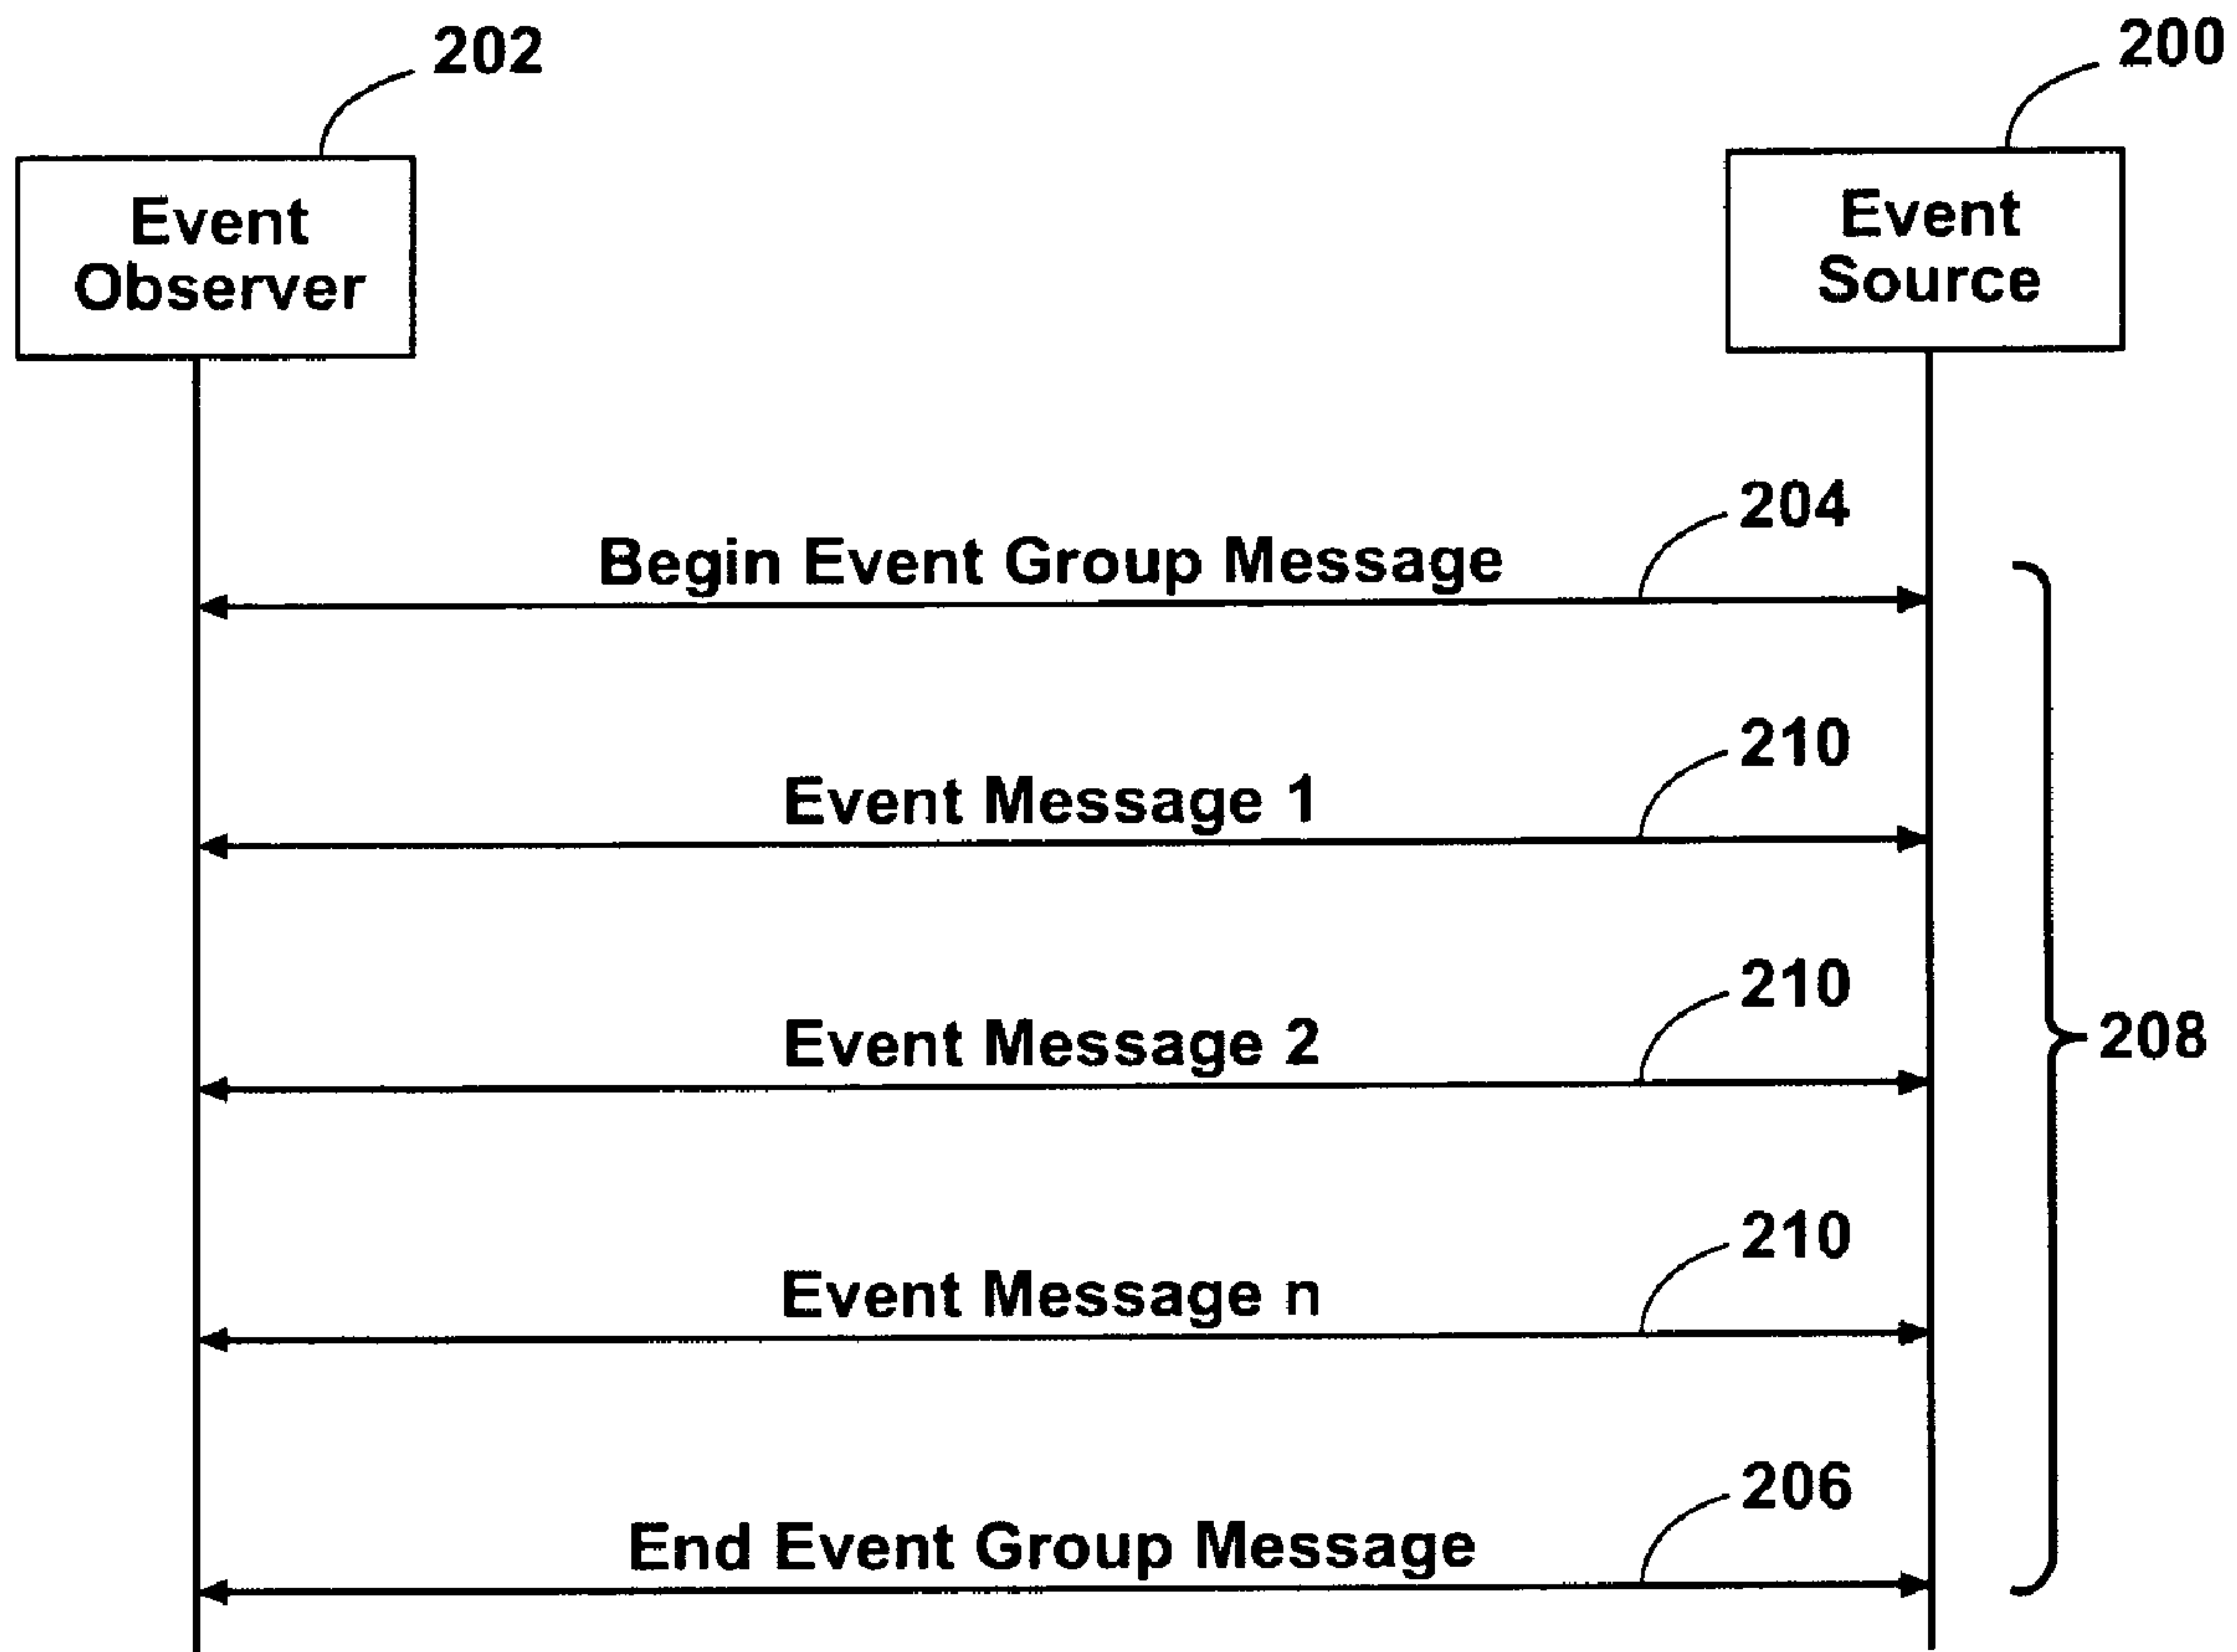 202
200
Event
Observer
Event
Source
204
Begin Event Group Message
210
Event Message 1
210
Event Message 2
208
210
Event Message n
206
End Event Group Message